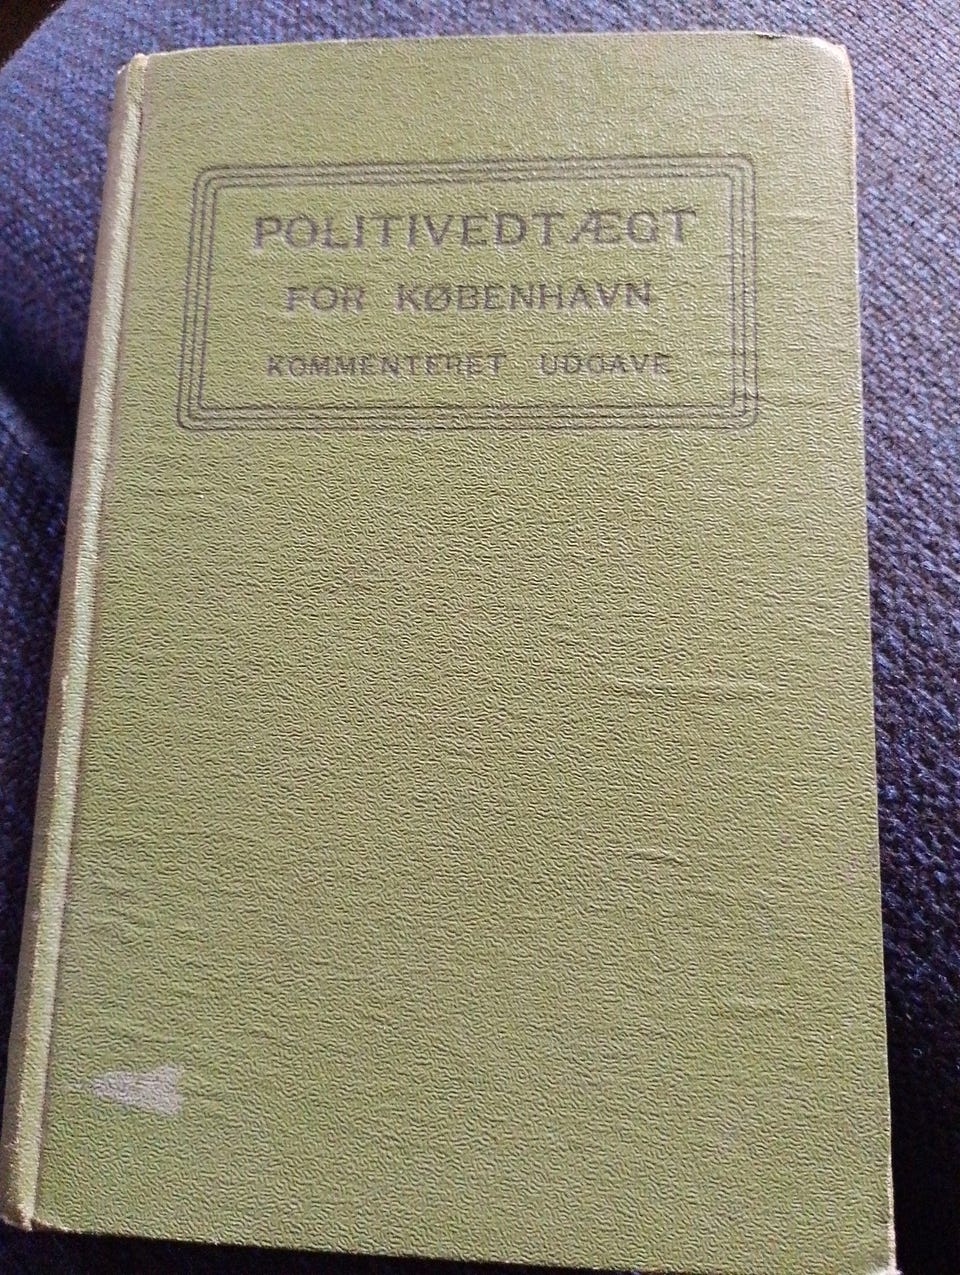 POLITIVEDTÆGT
FOR KØBENHAVN
KOMMENTERET UDGAVE